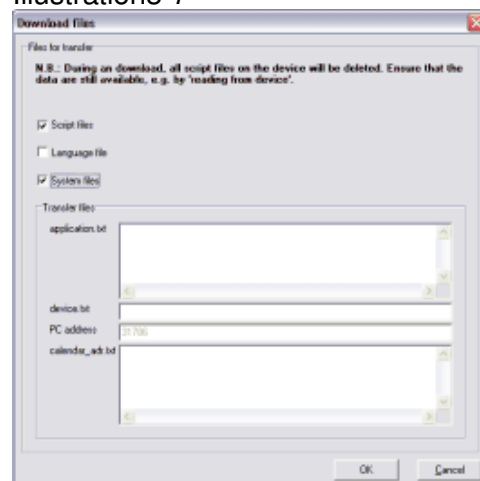 Illustrations 7
Download files
Files for transfer
N.B.: During an download, all script files on the device will be deleted. Ensure that the
data are still available, e.g. by 'reading from device'.
Script files
Language file
System files
Transfer files
application.txt
device.txt
PC address
31786
calendar_adr.txt
OK
Cancel